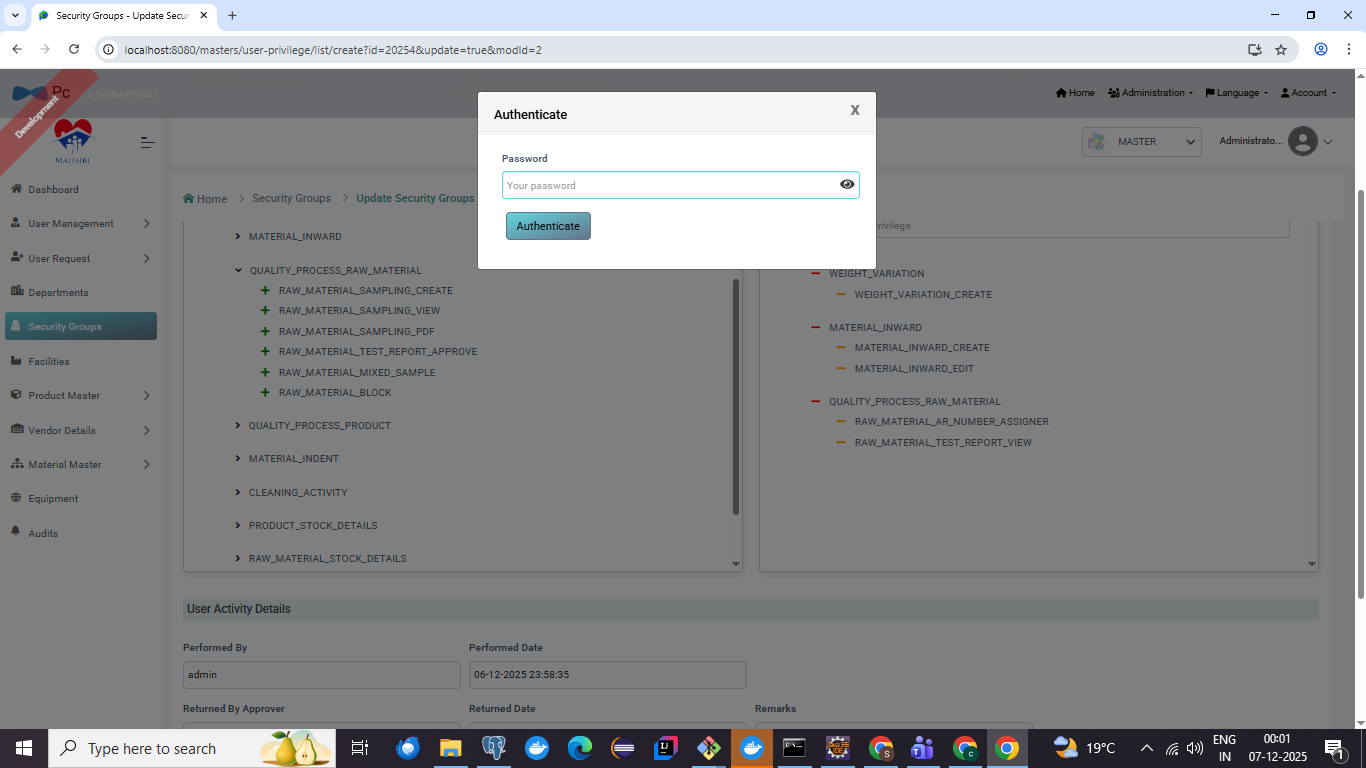 Security Groups - Update Secur
localhost:8080/masters/user-privilege/list/create?id=20254&update=true&modId=2
Pc
.0.0-SNAPSHOT
Development
Home
Administration
Language
Account
MAITHRI
MASTER
Administrato...
Authenticate
X
Password
Your password
Authenticate
Dashboard
User Management
User Request
Departments
Security Groups
Facilities
Product Master
Vendor Details
Material Master
Equipment
Audits
Home > Security Groups > Update Security Groups
MATERIAL_INWARD
QUALITY_PROCESS_RAW_MATERIAL
RAW_MATERIAL_SAMPLING_CREATE
RAW_MATERIAL_SAMPLING_VIEW
RAW_MATERIAL_SAMPLING_PDF
RAW_MATERIAL_TEST_REPORT_APPROVE
RAW_MATERIAL_MIXED_SAMPLE
RAW_MATERIAL_BLOCK
QUALITY_PROCESS_PRODUCT
MATERIAL_INDENT
CLEANING_ACTIVITY
PRODUCT_STOCK_DETAILS
RAW_MATERIAL_STOCK_DETAILS
Privilege
WEIGHT_VARIATION
WEIGHT_VARIATION_CREATE
MATERIAL_INWARD
MATERIAL_INWARD_CREATE
MATERIAL_INWARD_EDIT
QUALITY_PROCESS_RAW_MATERIAL
RAW_MATERIAL_AR_NUMBER_ASSIGNER
RAW_MATERIAL_TEST_REPORT_VIEW
User Activity Details
Performed By
Performed Date
admin
06-12-2025 23:58:35
Returned By Approver
Returned Date
Remarks
Type here to search
19°C
ENG
IN
00:01
07-12-2025
1